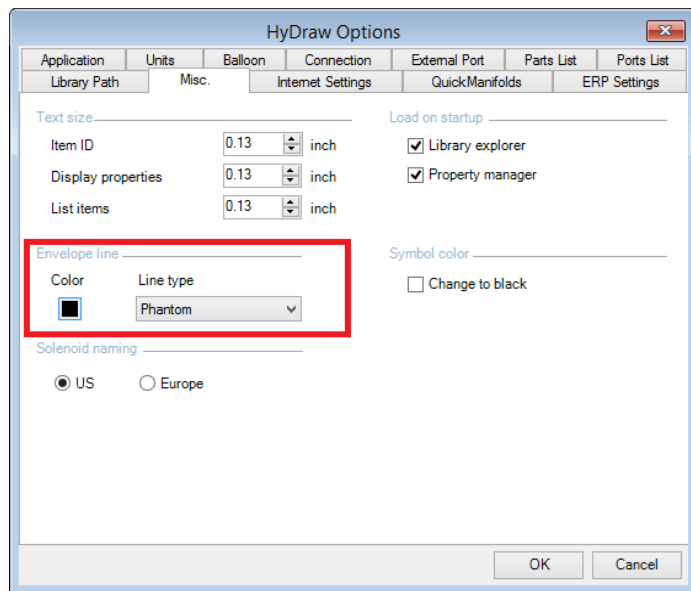 HyDraw Options
Application Units Balloon Connection External Port Parts List Ports List
Library Path Misc. Internet Settings QuickManifolds ERP Settings
Text size
Item ID 0.13 inch
Display properties 0.13 inch
List items 0.13 inch
Load on startup
Library explorer
Property manager
Envelope line
Color Line type
Phantom
Symbol color
Change to black
Solenoid naming
US Europe
OK Cancel